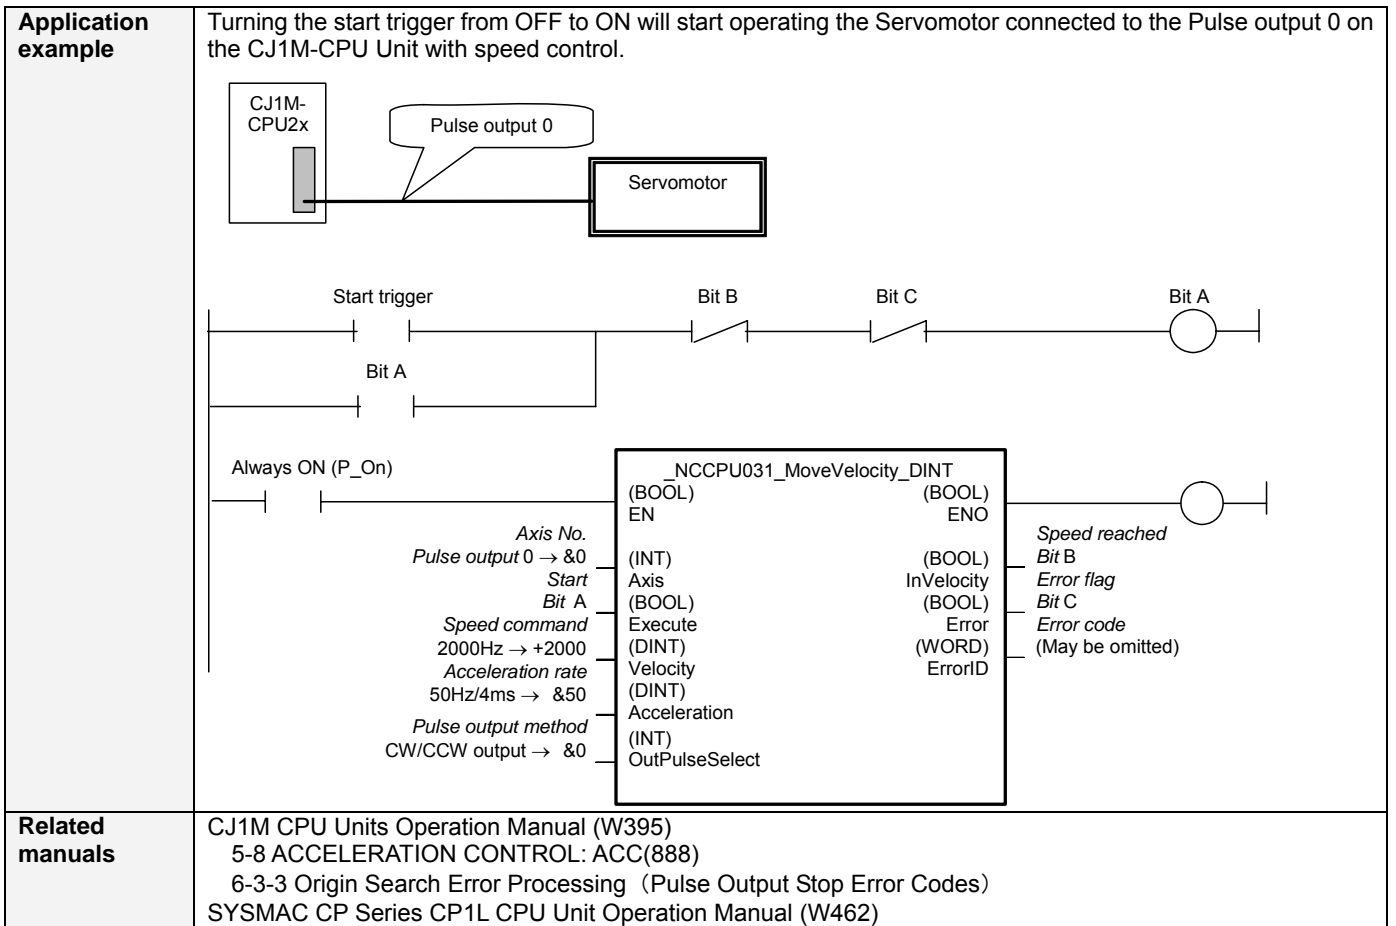 Application
example
Turning the start trigger from OFF to ON will start operating the Servomotor connected to the Pulse output 0 on
the CJ1M-CPU Unit with speed control.
CJ1M-
CPU2x
Pulse output 0
Servomotor
Start trigger
Bit B
Bit C
Bit A
Bit A
Always ON (P_On)
_NCCPU031_MoveVelocity_DINT
(BOOL)
EN
(BOOL)
ENO
Axis No.
Pulse output 0 → &0
(INT)
Axis
Start
Bit A
(BOOL)
Execute
Speed command
2000Hz → +2000
(DINT)
Velocity
Acceleration rate
50Hz/4ms → &50
(DINT)
Acceleration
Pulse output method
CW/CCW output → &0
(INT)
OutPulseSelect
(BOOL)
InVelocity
Speed reached
Bit B
(BOOL)
Error
Error flag
Bit C
(WORD)
ErrorID
Error code
(May be omitted)
Related
manuals
CJ1M CPU Units Operation Manual (W395)
5-8 ACCELERATION CONTROL: ACC(888)
6-3-3 Origin Search Error Processing（Pulse Output Stop Error Codes）
SYSMAC CP Series CP1L CPU Unit Operation Manual (W462)